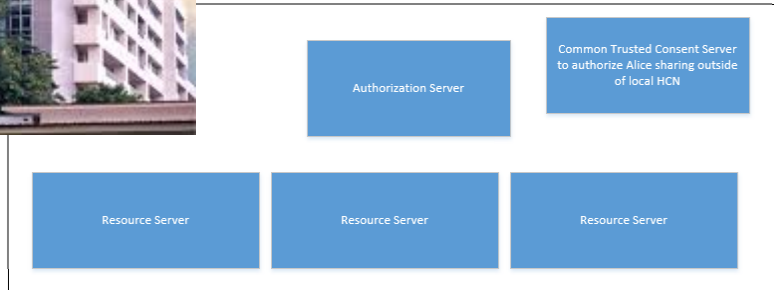 Authorization Server
Common Trusted Consent Server
to authorize Alice sharing outside
of local HCN
Resource Server
Resource Server
Resource Server